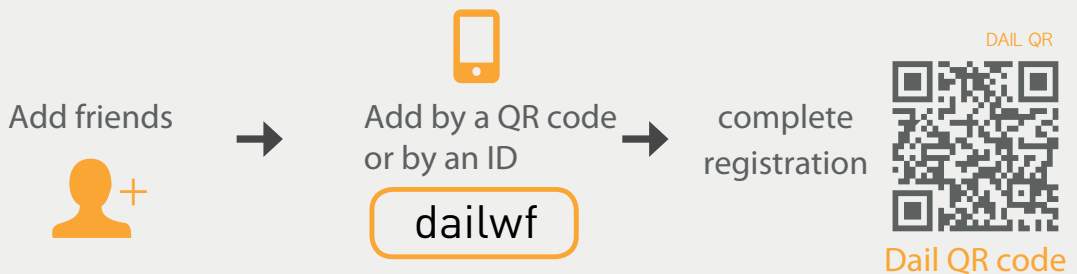 Add friends
Add by a QR code
or by an ID
dailwf
complete
registration
DAIL QR
Dail QR code